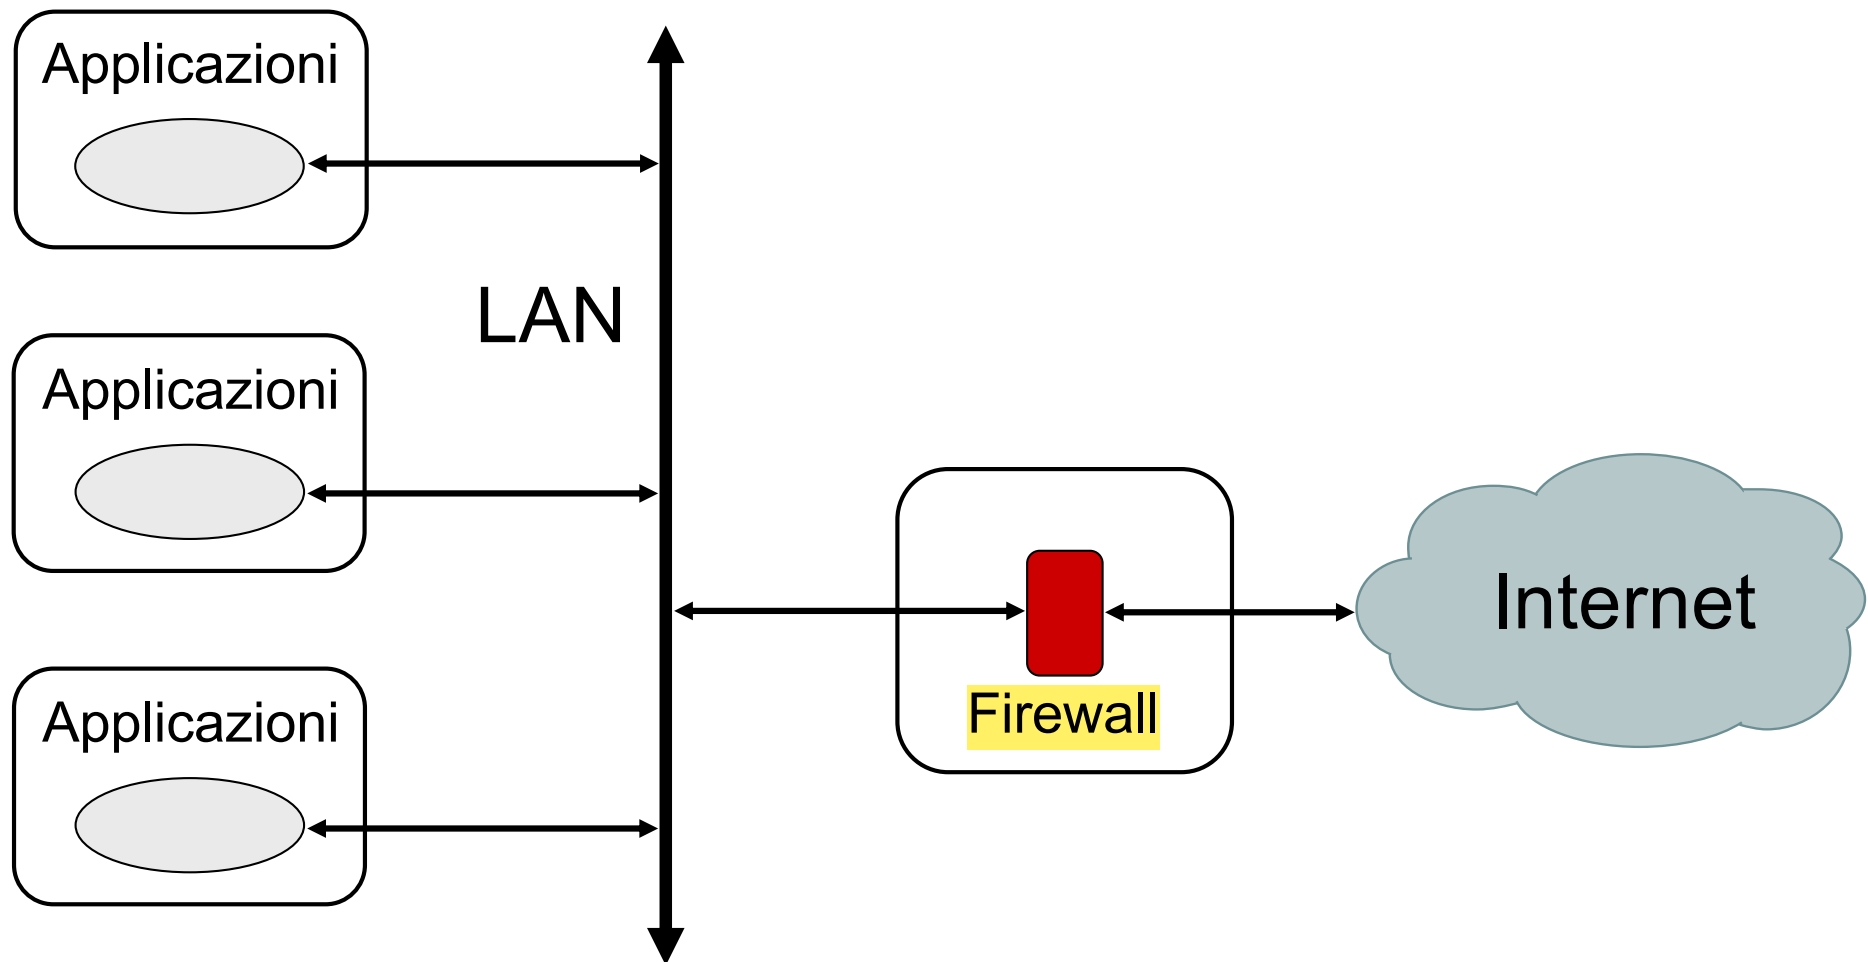 Applicazioni
LAN
Applicazioni
Internet
Firewall
Applicazioni